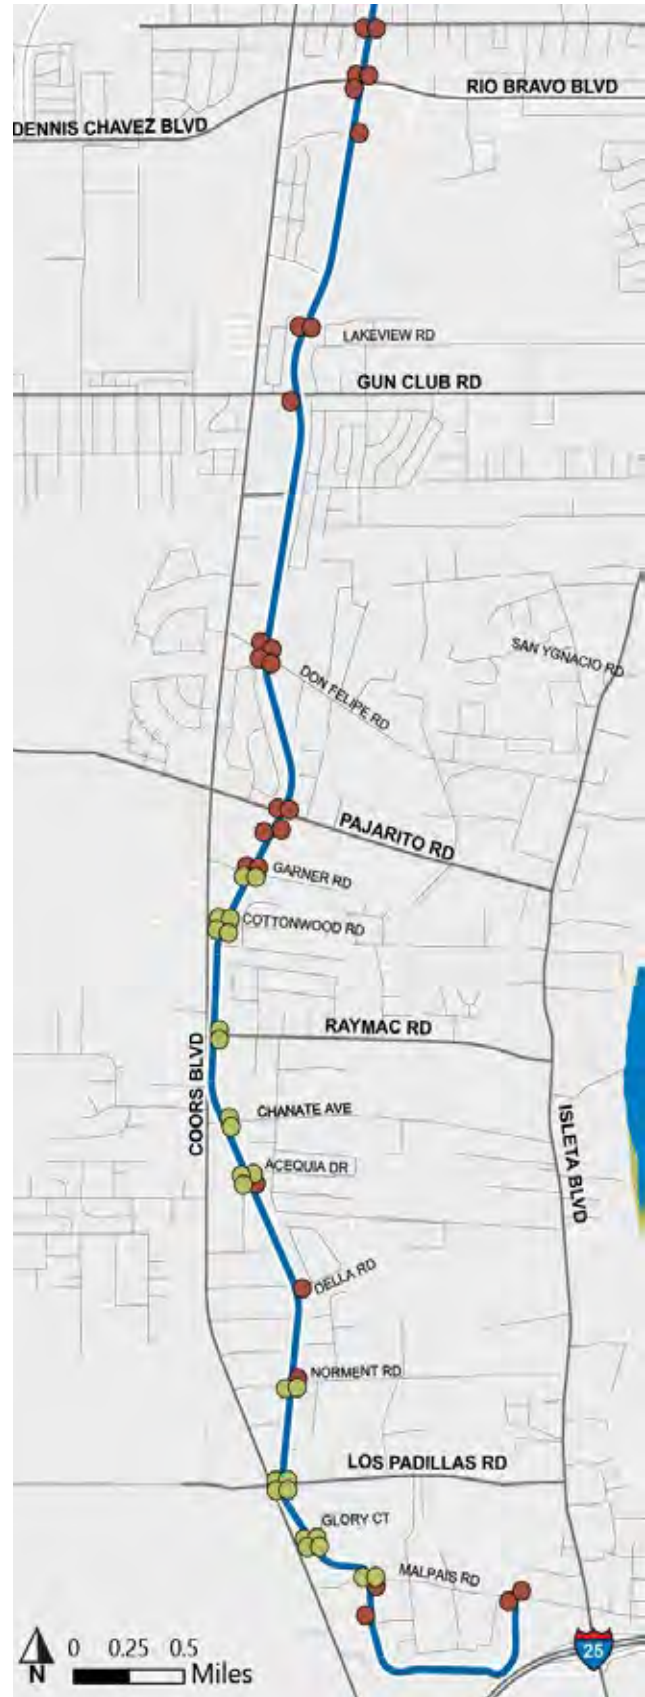 RIO BRAVO BLVD
DENNIS CHAVEZ BLVD
LAKEVIEW RD
GUN CLUB RD
SAN YGNACIO RD
DON FELIPE RD
PAJARITO RD
GARNER RD
COTTONWOOD RD
RAYMAC RD
COORS BLVD
CHANATE AVE
ISLETA BLVD
ACEQUIA DR
DELLA RD
NORMENT RD
LOS PADILLAS RD
GLORY CT
MALPAIS RD
N
0 0.25 0.5
Miles
25